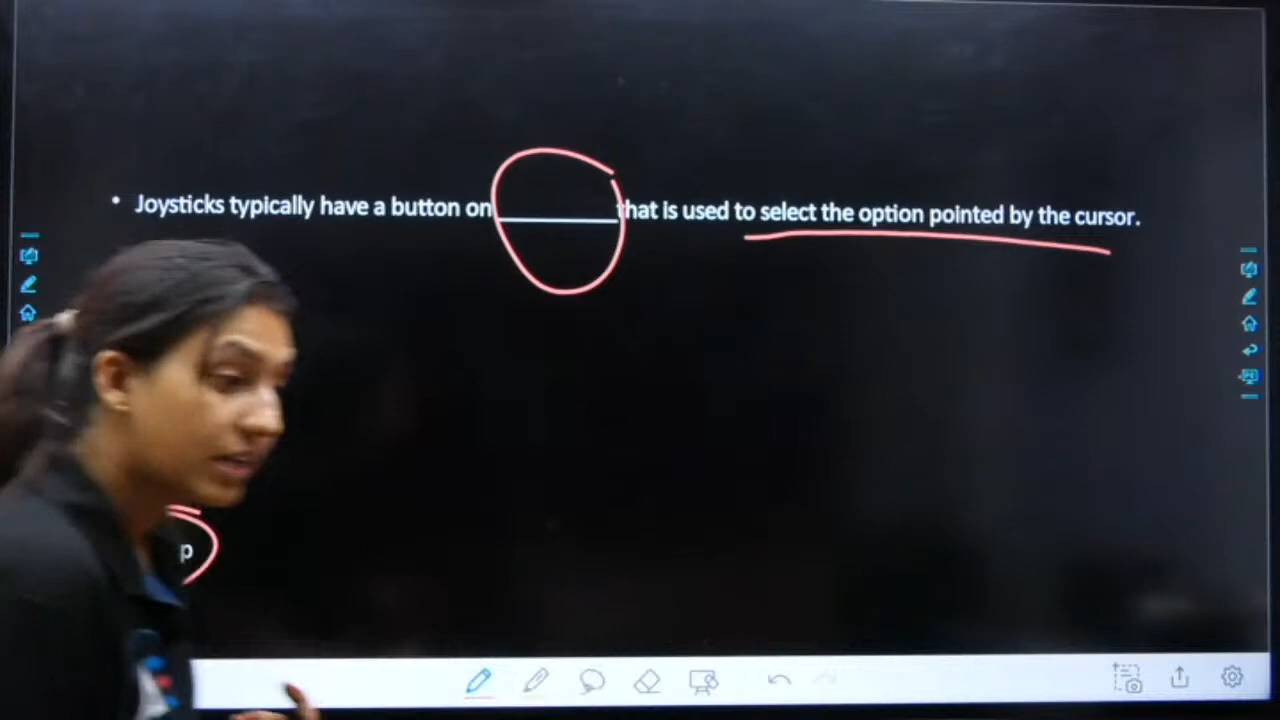 • Joysticks typically have a button on ________ that is used to select the option pointed by the cursor.
p